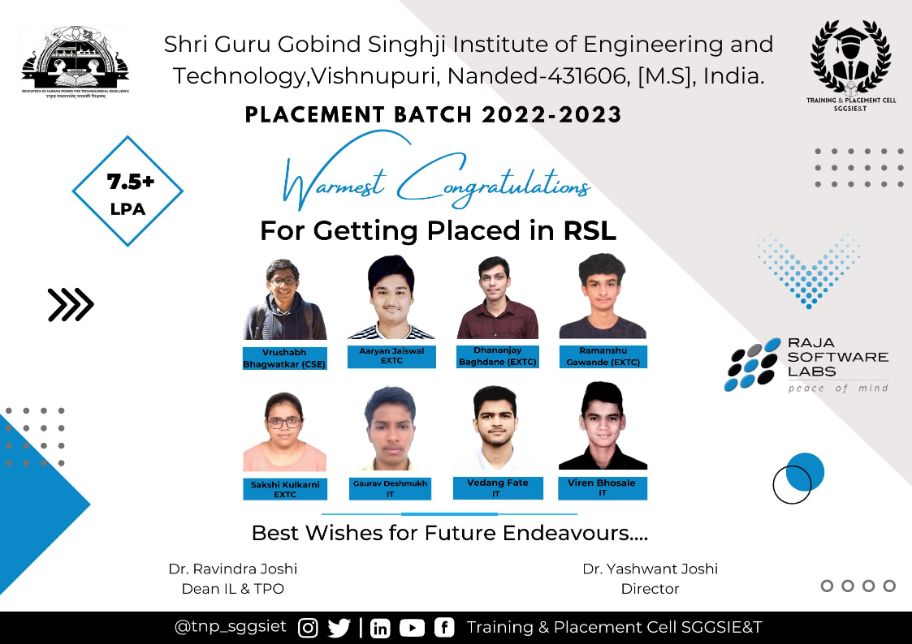 Shri Guru Gobind Singhji Institute of Engineering and
Technology,Vishnupuri, Nanded-431606, [M.S], India.
TRAINING & PLACEMENT CELL
SGGSIE&T
PLACEMENT BATCH 2022-2023
7.5+
LPA
Warmest Congratulations
For Getting Placed in RSL
Vrushabh
Bhagwatkar (CSE)
Aaryan Jaiswal
EXTC
Dhananjay
Baghdane (EXTC)
Ramanshu
Gawande (EXTC)
RAJA
SOFTWARE
LABS
peace of mind
Sakshi Kulkarni
EXTC
Gaurav Deshmukh
IT
Vedang Fate
IT
Viren Bhosale
IT
Best Wishes for Future Endeavours....
Dr. Ravindra Joshi
Dean IL & TPO
Dr. Yashwant Joshi
Director
@tnp_sggsiet
Training & Placement Cell SGGSIE&T